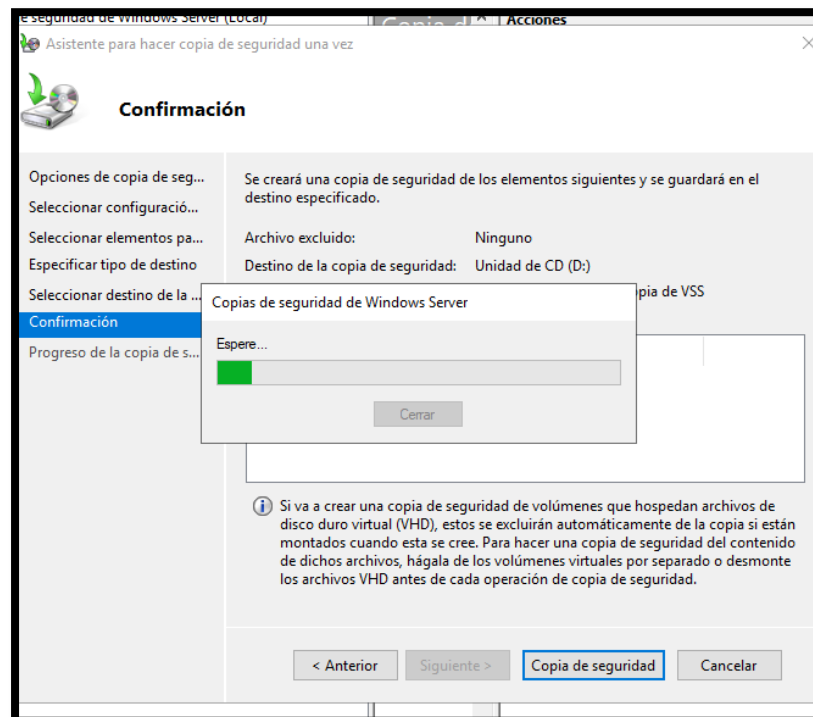 e seguridad de Windows Server (Local)
Copia d
Acciones
Asistente para hacer copia de seguridad una vez
Confirmación
Opciones de copia de seg...
Seleccionar configuració...
Seleccionar elementos pa...
Especificar tipo de destino
Seleccionar destino de la ...
Confirmación
Progreso de la copia de s...
Se creará una copia de seguridad de los elementos siguientes y se guardará en el
destino especificado.
Archivo excluido: Ninguno
Destino de la copia de seguridad: Unidad de CD (D:)
opia de VSS
Copias de seguridad de Windows Server
Espere...
Cerrar
Si va a crear una copia de seguridad de volúmenes que hospedan archivos de
disco duro virtual (VHD), estos se excluirán automáticamente de la copia si están
montados cuando esta se cree. Para hacer una copia de seguridad del contenido
de dichos archivos, hágala de los volúmenes virtuales por separado o desmonte
los archivos VHD antes de cada operación de copia de seguridad.
< Anterior
Siguiente >
Copia de seguridad
Cancelar